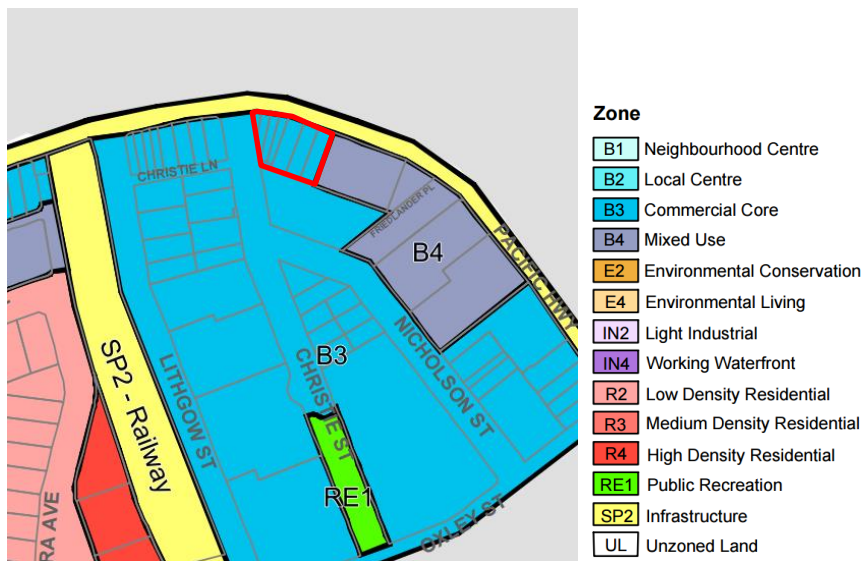 CHRISTIE LN
FRIEDLANDER PL
B4
PACIFIC HWY
B3
SP2 - Railway
LITHGOW ST
CHRISTIE ST
NICHOLSON ST
RE1
OXLEY ST
RA AVE
Zone
B1 Neighbourhood Centre
B2 Local Centre
B3 Commercial Core
B4 Mixed Use
E2 Environmental Conservation
E4 Environmental Living
IN2 Light Industrial
IN4 Working Waterfront
R2 Low Density Residential
R3 Medium Density Residential
R4 High Density Residential
RE1 Public Recreation
SP2 Infrastructure
UL Unzoned Land